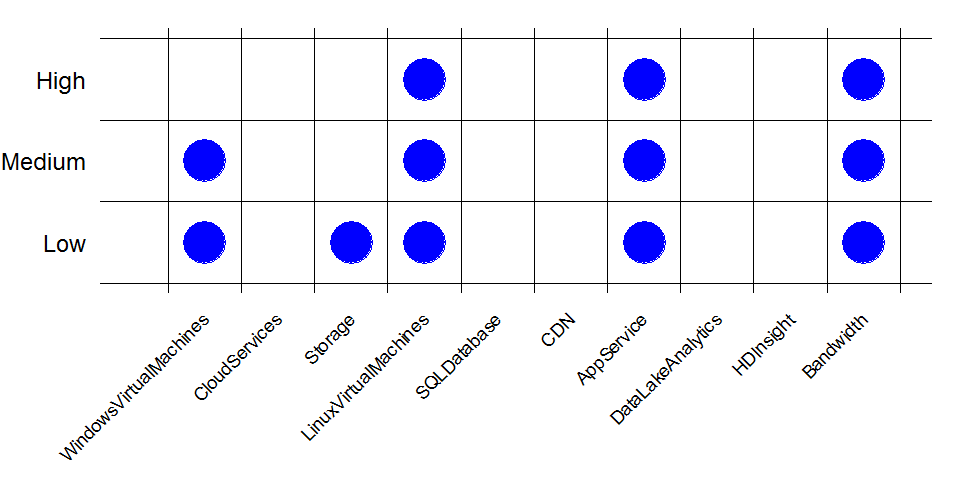 High
Medium
Low
WindowsVirtualMachines
CloudServices
Storage
LinuxVirtualMachines
SQLDatabase
CDN
AppService
DataLakeAnalytics
HDInsight
Bandwidth